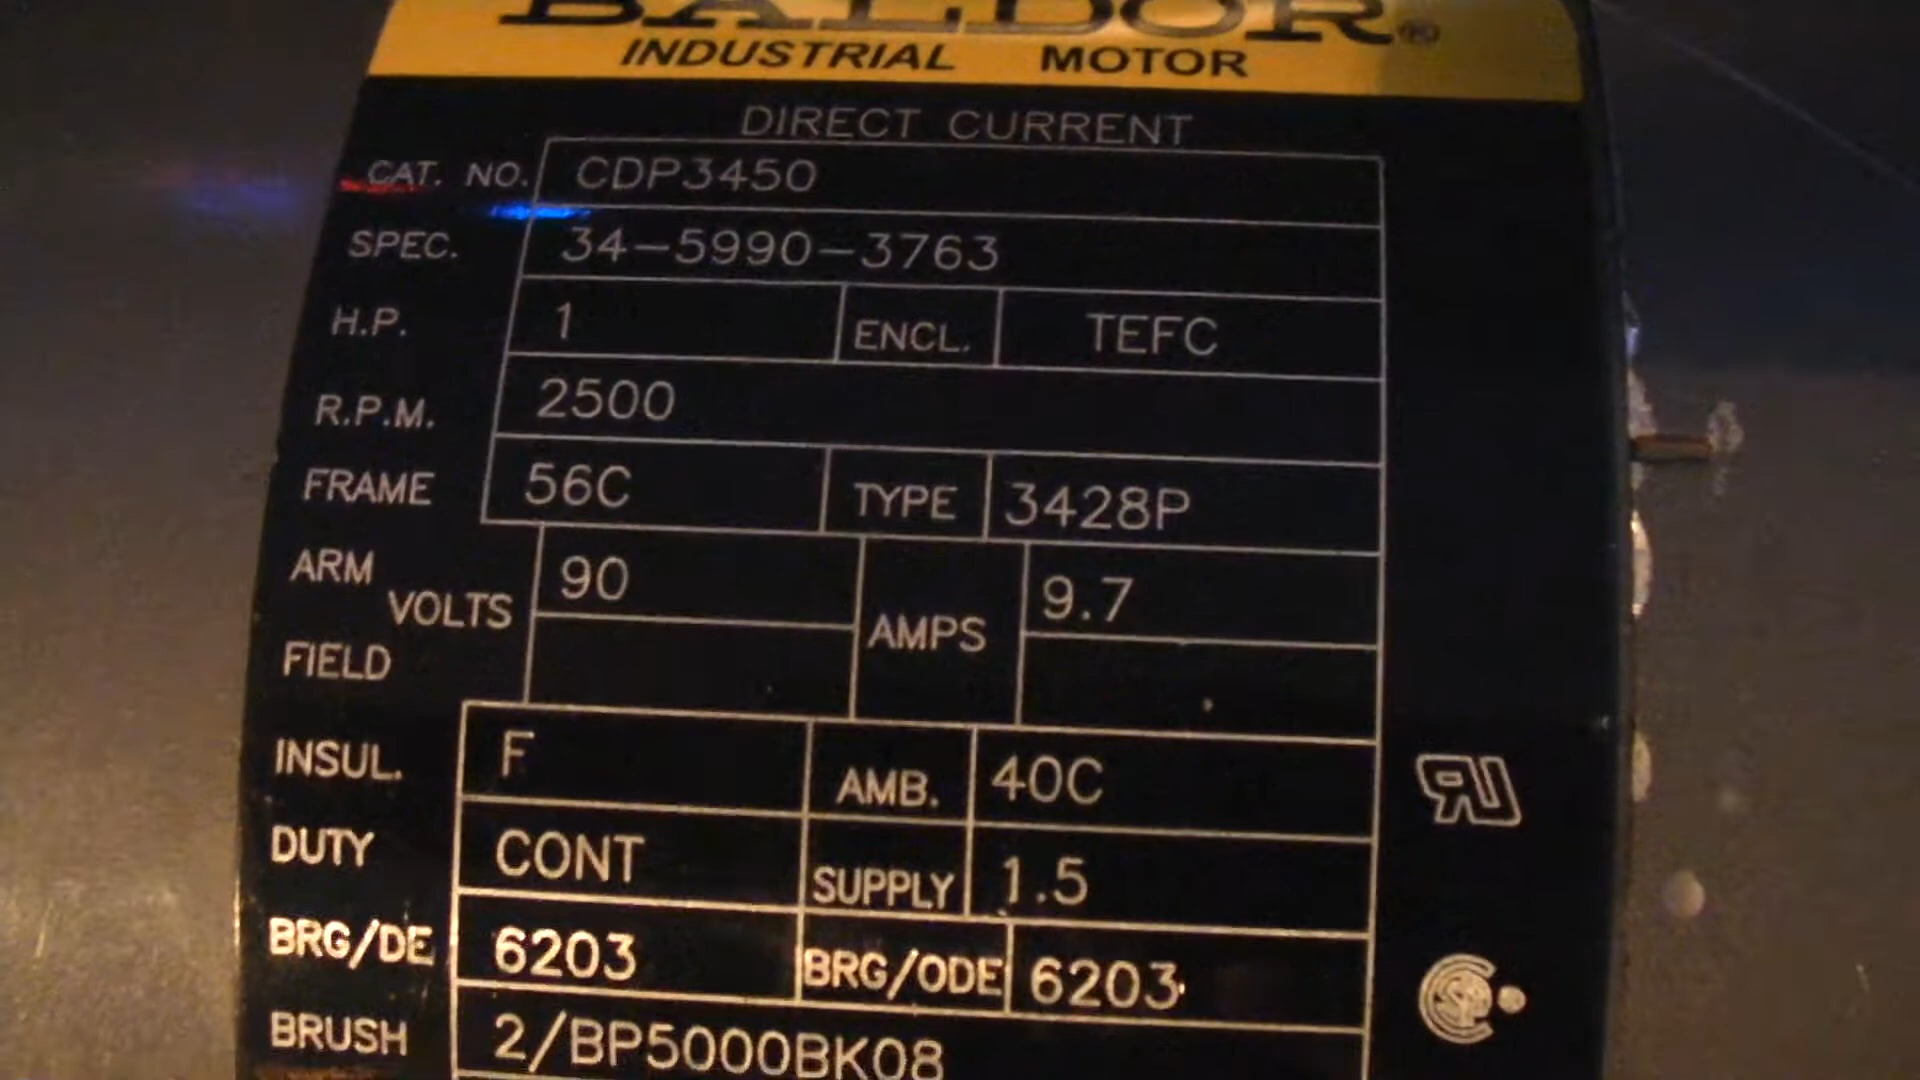 BALDOR®
INDUSTRIAL MOTOR
DIRECT CURRENT
CAT. NO. CDP3450
SPEC. 34-5990-3763
H.P. 1 ENCL. TEFC
R.P.M. 2500
FRAME 56C TYPE 3428P
ARM VOLTS 90 AMPS 9.7
FIELD
INSUL. F AMB. 40C
DUTY CONT SUPPLY 1.5
BRG/DE 6203 BRG/ODE 6203
BRUSH 2/BP5000BK08